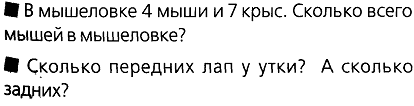 ■ В мышеловке 4 мыши и 7 крыс. Сколько всего
мышей в мышеловке?
■ Сколько передних лап у утки? А сколько
задних?